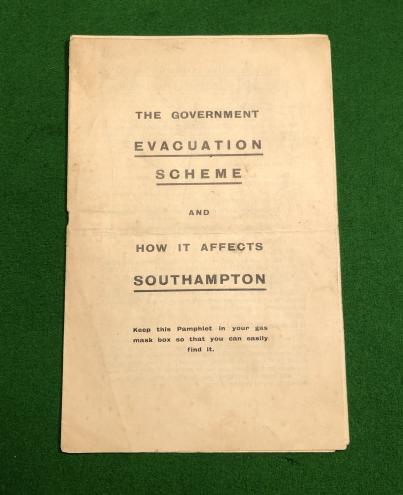 THE GOVERNMENT
EVACUATION
SCHEME
AND
HOW IT AFFECTS
SOUTHAMPTON
Keep this Pamphlet in your gas
mask box so that you can easily
find it.